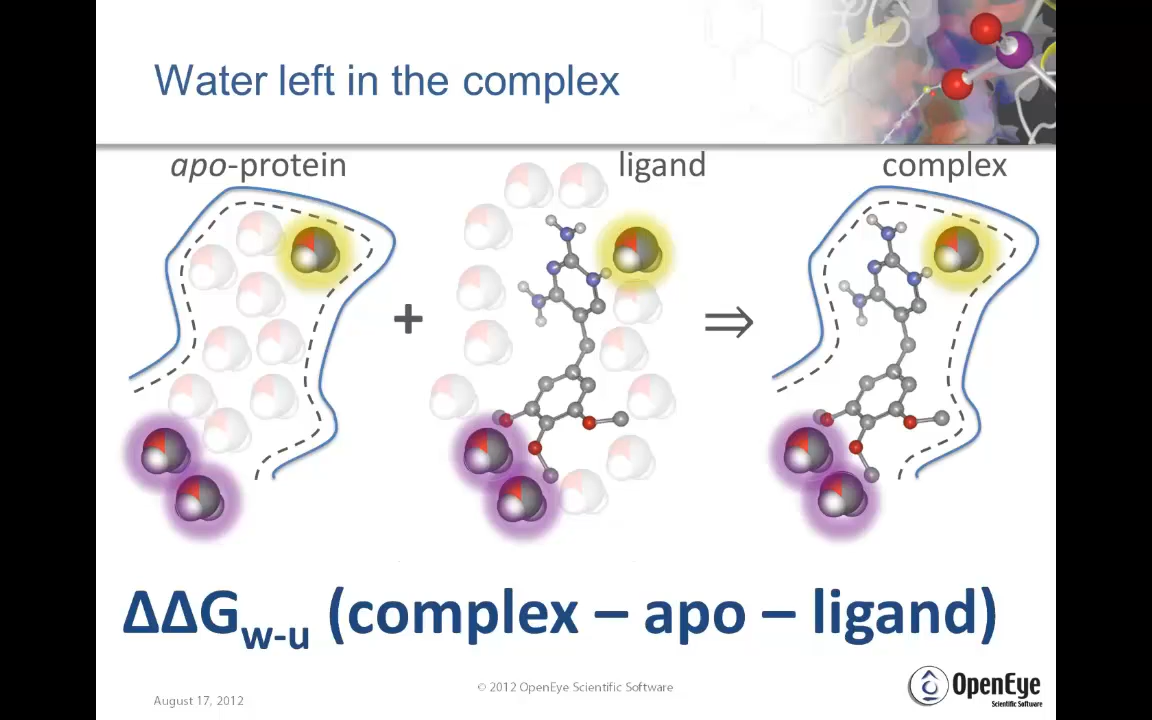 Water left in the complex
apo-protein
ligand
complex
+
⇒
ΔΔGw-u (complex – apo – ligand)
August 17, 2012
© 2012 OpenEye Scientific Software
OpenEye
Scientific Software